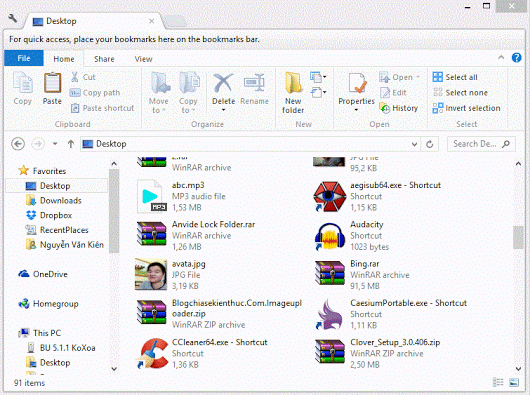 Desktop
For quick access, place your bookmarks here on the bookmarks bar.
File Home Share View
Copy
Paste
Cut
Copy path
Paste shortcut
Clipboard
Move to
Copy to
Delete
Rename
Organize
New folder
New
Properties
Open
Edit
History
Open
Select all
Select none
Invert selection
Select
Desktop
Search De...
Favorites
Desktop
Downloads
Dropbox
RecentPlaces
Nguyễn Văn Kiên
OneDrive
Homegroup
This PC
BU 5.1.1 KoXoa
Desktop
WinRAR archive
JPG File
95,2 KB
abc.mp3
MP3 audio file
1,53 MB
MP3
aegisub64.exe - Shortcut
Shortcut
1,15 KB
Anvide Lock Folder.rar
WinRAR archive
1,26 MB
Audacity
Shortcut
1023 bytes
avata.jpg
JPG File
3,19 KB
Bing.rar
WinRAR archive
91,5 MB
Blogchiasekienthuc.Com.Imageuploader.zip
WinRAR ZIP archive
CaesiumPortable.exe - Shortcut
Shortcut
1,11 KB
CCleaner64.exe - Shortcut
Shortcut
1,36 KB
Clover_Setup_3.0.406.zip
WinRAR ZIP archive
2,50 MB
91 items